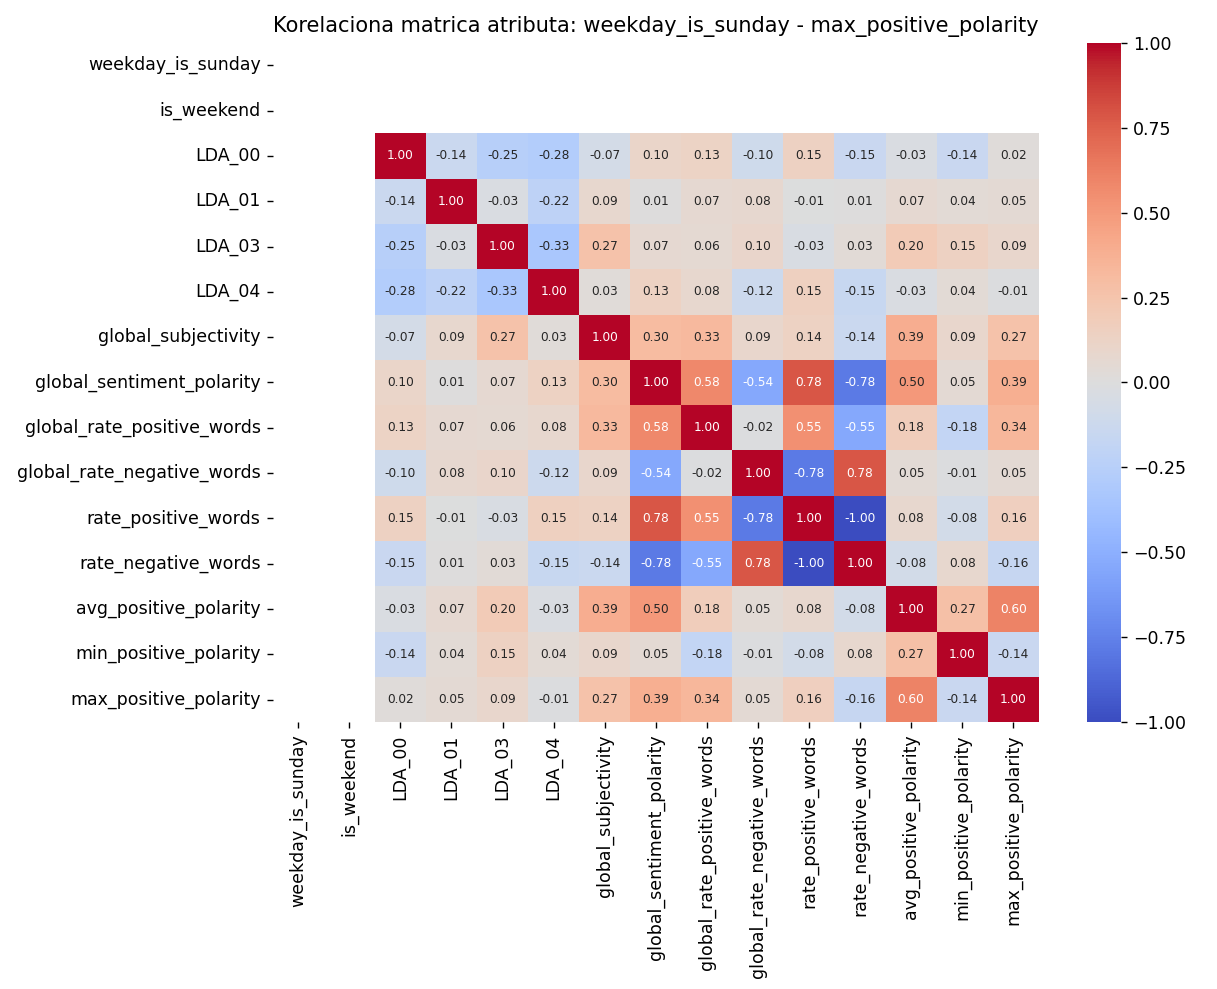 Korelaciona matrica atributa: weekday_is_sunday - max_positive_polarity
weekday_is_sunday
is_weekend
LDA_00 1.00 -0.14 -0.25 -0.28 -0.07 0.10 0.13 -0.10 0.15 -0.15 -0.03 -0.14 0.02
LDA_01 -0.14 1.00 -0.03 -0.22 0.09 0.01 0.07 0.08 -0.01 0.01 0.07 0.04 0.05
LDA_03 -0.25 -0.03 1.00 -0.33 0.27 0.07 0.06 0.10 -0.03 0.03 0.20 0.15 0.09
LDA_04 -0.28 -0.22 -0.33 1.00 0.03 0.13 0.08 -0.12 0.15 -0.15 -0.03 0.04 -0.01
global_subjectivity -0.07 0.09 0.27 0.03 1.00 0.30 0.33 0.09 0.14 -0.14 0.39 0.09 0.27
global_sentiment_polarity 0.10 0.01 0.07 0.13 0.30 1.00 0.58 -0.54 0.78 -0.78 0.50 0.05 0.39
global_rate_positive_words 0.13 0.07 0.06 0.08 0.33 0.58 1.00 -0.02 0.55 -0.55 0.18 -0.18 0.34
global_rate_negative_words -0.10 0.08 0.10 -0.12 0.09 -0.54 -0.02 1.00 -0.78 0.78 0.05 -0.01 0.05
rate_positive_words 0.15 -0.01 -0.03 0.15 0.14 0.78 0.55 -0.78 1.00 -1.00 0.08 -0.08 0.16
rate_negative_words -0.15 0.01 0.03 -0.15 -0.14 -0.78 -0.55 0.78 -1.00 1.00 -0.08 0.08 -0.16
avg_positive_polarity -0.03 0.07 0.20 -0.03 0.39 0.50 0.18 0.05 0.08 -0.08 1.00 0.27 0.60
min_positive_polarity -0.14 0.04 0.15 0.04 0.09 0.05 -0.18 -0.01 -0.08 0.08 0.27 1.00 -0.14
max_positive_polarity 0.02 0.05 0.09 -0.01 0.27 0.39 0.34 0.05 0.16 -0.16 0.60 -0.14 1.00
weekday_is_sunday
is_weekend
LDA_00
LDA_01
LDA_03
LDA_04
global_subjectivity
global_sentiment_polarity
global_rate_positive_words
global_rate_negative_words
rate_positive_words
rate_negative_words
avg_positive_polarity
min_positive_polarity
max_positive_polarity
1.00
0.75
0.50
0.25
0.00
−0.25
−0.50
−0.75
−1.00